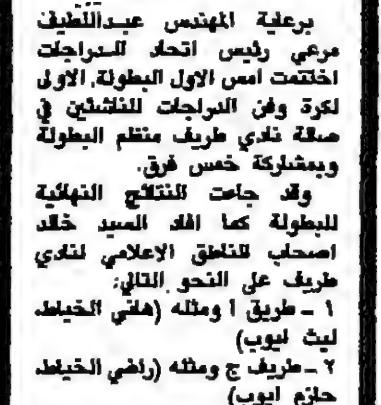 برعاية المهندس عبداللطيف
مرعي رئيس اتحاد للدراجات
اختتمت امس الاول البطولة الاولى
لكرة وفن الدراجات للناشئين في
صالة نادي طريف منظم البطولة
وبمشاركة خمس فرق.
وقد جاءت النتائج النهائية
للبطولة كما افاد السيد خالد
اصحاب الناطق الاعلامي لنادي
طريف على النحو التالي:
١ - طريق أ ومثله (هاني الخياط،
ليث ايوب)
٢ - طريف ج ومثله (راضي الخياط،
حازم ايوب)